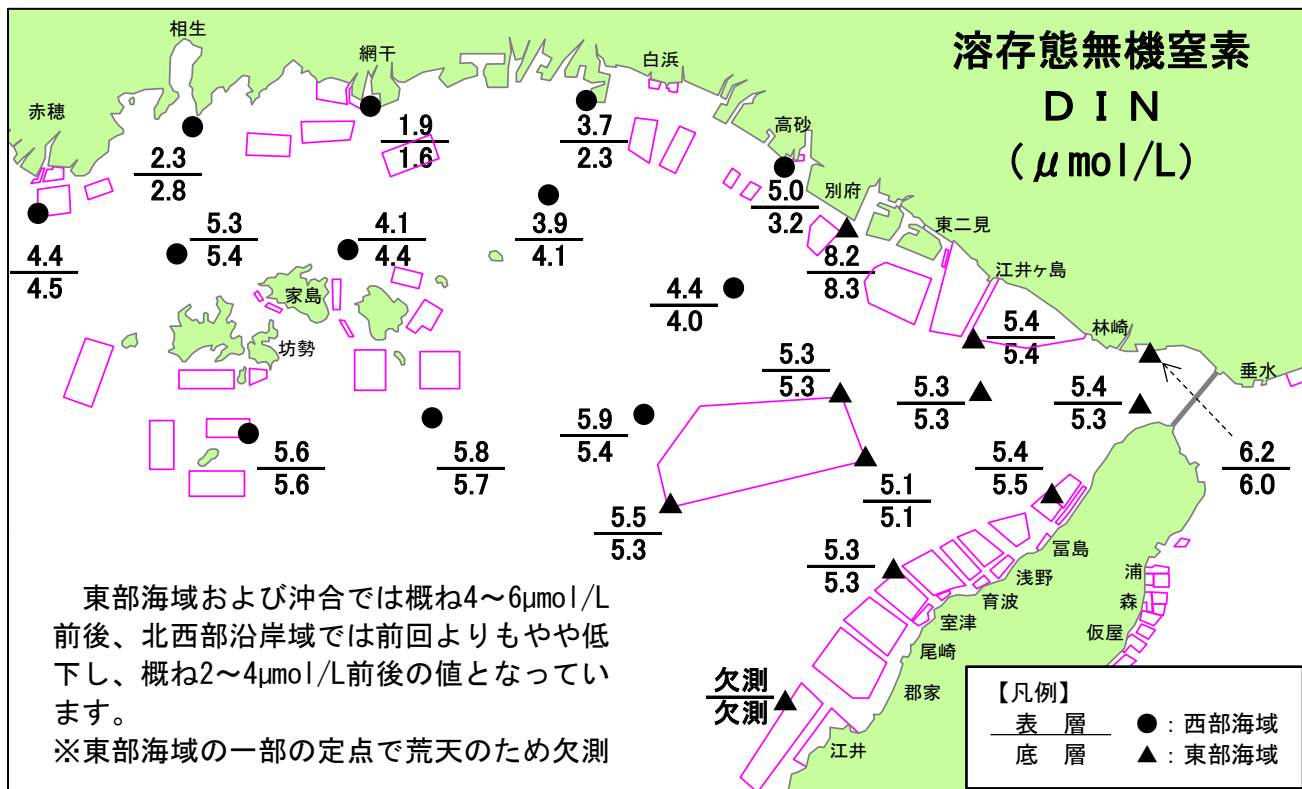 溶存態無機窒素
ＤＩＮ
(μmol/L)
相生
網干
白浜
赤穂
高砂
別府
東二見
江井ヶ島
林崎
垂水
家島
坊勢
2.3
2.8
1.9
1.6
3.7
2.3
5.0
3.2
4.4
4.5
5.3
5.4
4.1
4.4
3.9
4.1
8.2
8.3
4.4
4.0
5.4
5.4
5.3
5.3
5.3
5.3
5.4
5.3
6.2
6.0
5.6
5.6
5.8
5.7
5.9
5.4
5.1
5.1
5.4
5.5
5.5
5.3
5.3
5.3
欠測
欠測
冨島
浅野
育波
室津
尾崎
郡家
江井
浦
森
仮屋
東部海域および沖合では概ね4～6μmol/L
前後、北西部沿岸域では前回よりもやや低
下し、概ね2～4μmol/L前後の値となってい
ます。
※東部海域の一部の定点で荒天のため欠測
【凡例】
表　層　●：西部海域
底　層　▲：東部海域